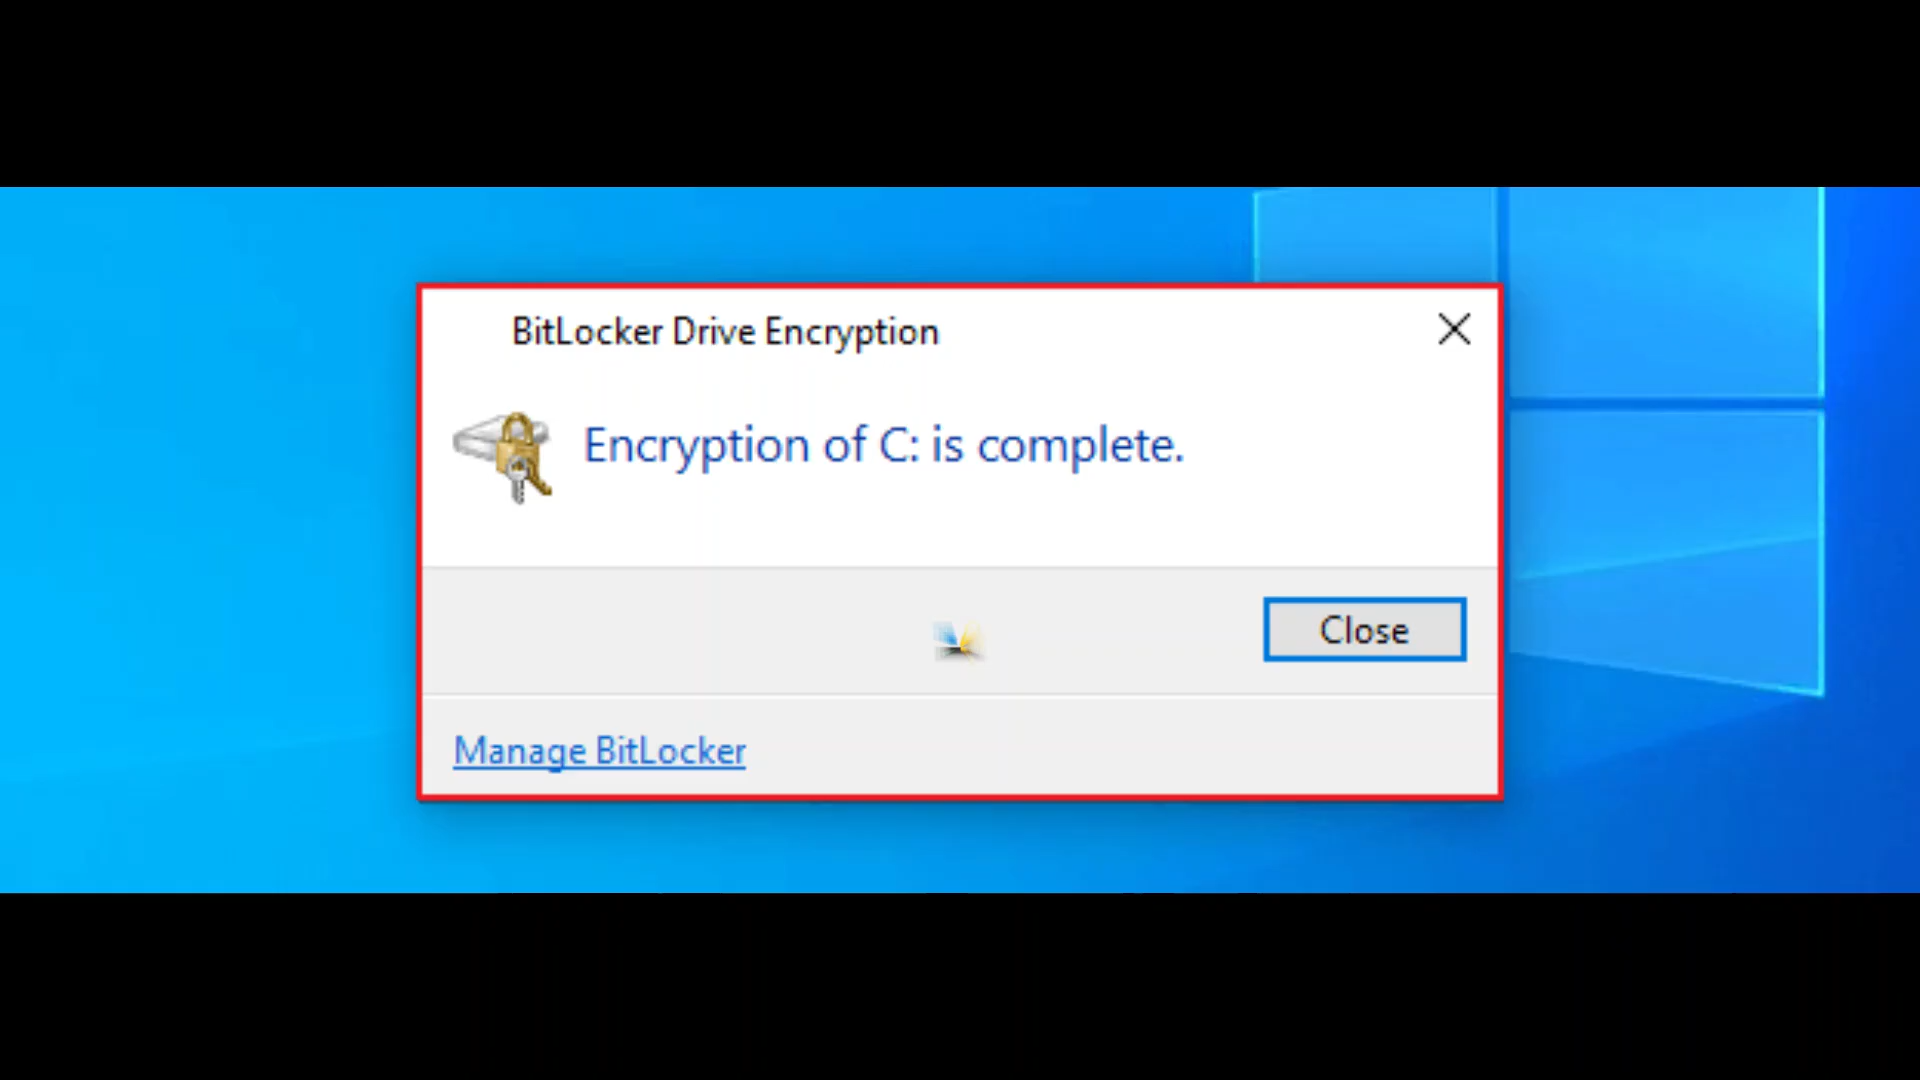 BitLocker Drive Encryption
Encryption of C: is complete.
Close
Manage BitLocker